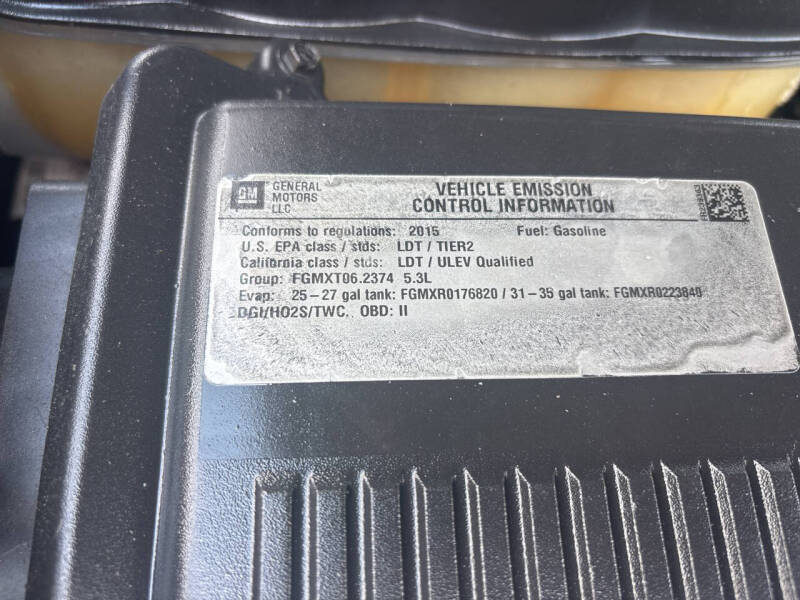 GM GENERAL MOTORS LLC
VEHICLE EMISSION
CONTROL INFORMATION
Conforms to regulations: 2015 Fuel: Gasoline
U.S. EPA class / stds: LDT / TIER2
California class / stds: LDT / ULEV Qualified
Group: FGMXT06.2374 5.3L
Evap: 25–27 gal tank: FGMXR0176820 / 31–35 gal tank: FGMXR0223840
DGI/HO2S/TWC, OBD: II